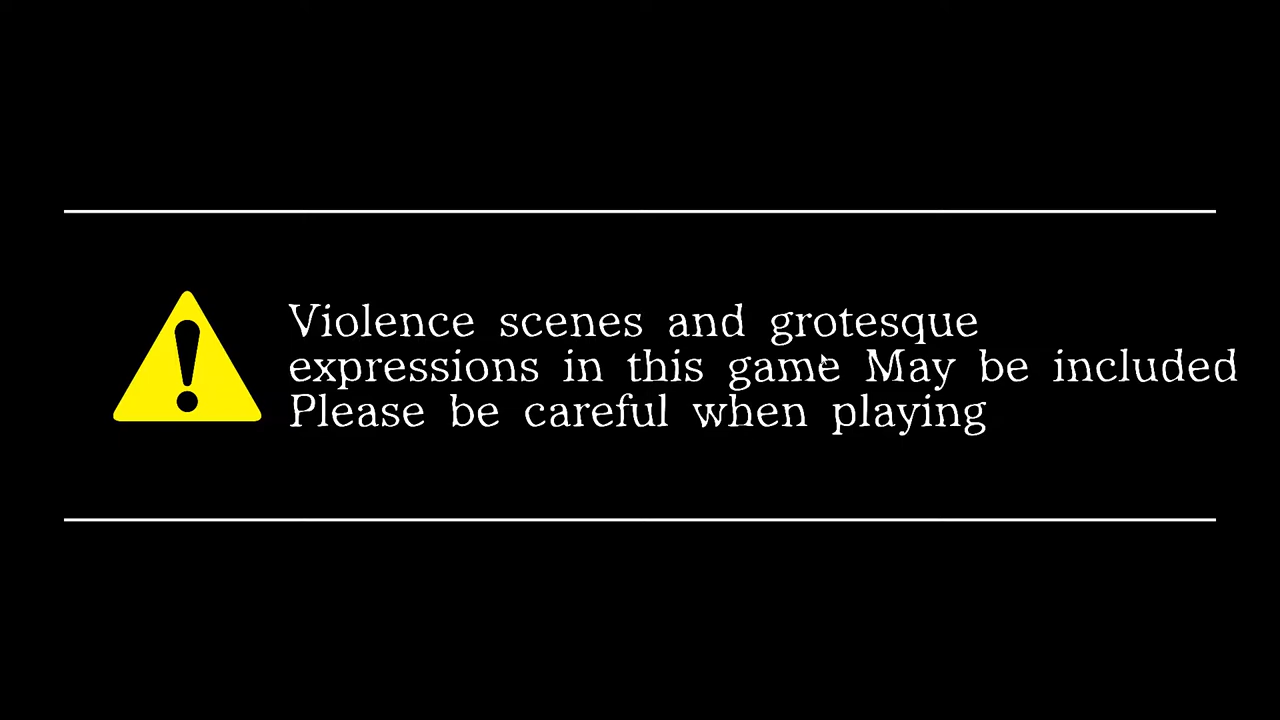 Violence scenes and grotesque
expressions in this game May be included
Please be careful when playing